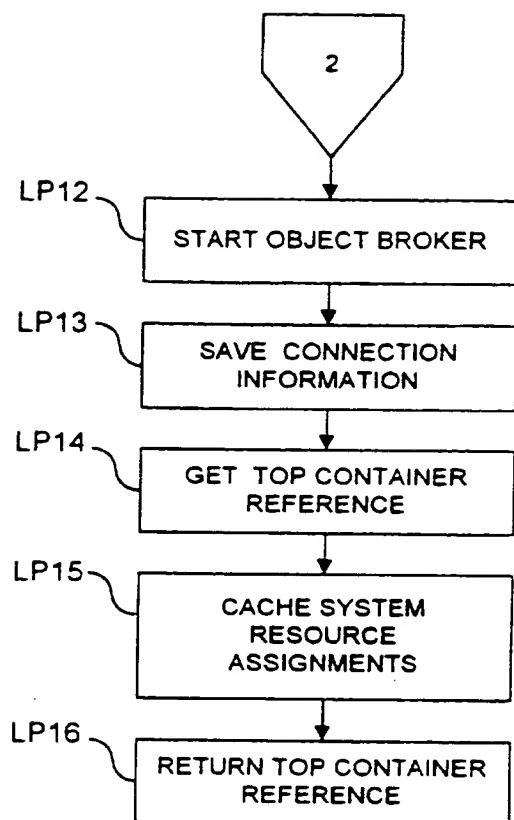 2
LP12
START OBJECT BROKER
LP13
SAVE CONNECTION
INFORMATION
LP14
GET TOP CONTAINER
REFERENCE
LP15
CACHE SYSTEM
RESOURCE
ASSIGNMENTS
LP16
RETURN TOP CONTAINER
REFERENCE